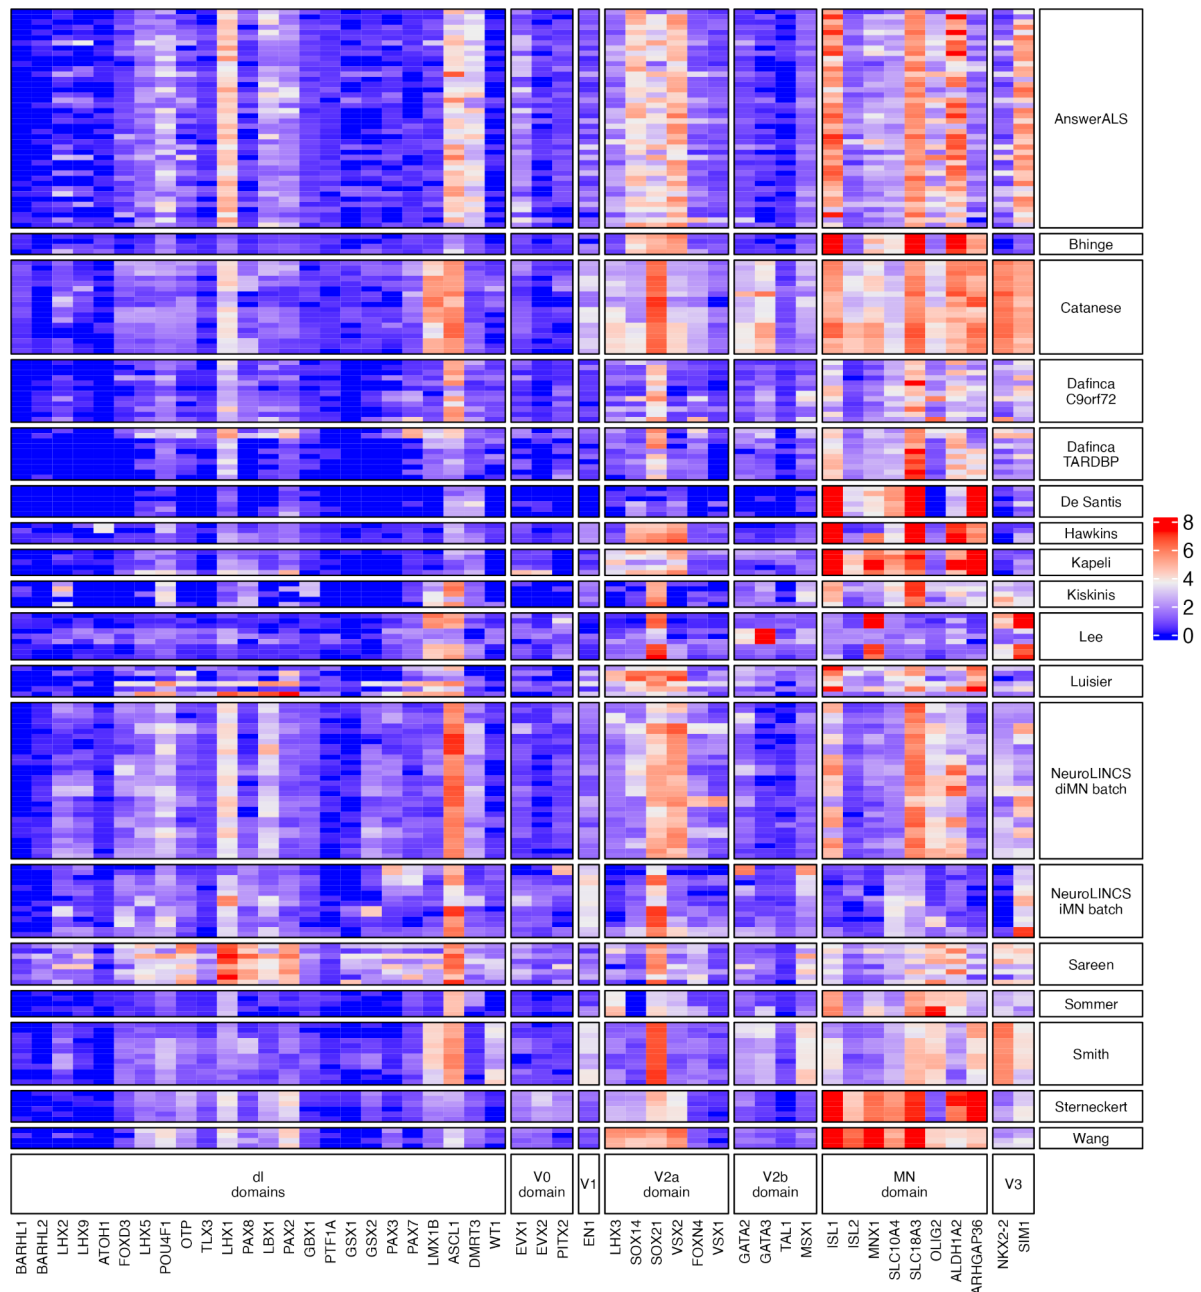 AnswerALS
Bhinge
Catanese
Dafinca
C9orf72
Dafinca
TARDBP
De Santis
Hawkins
Kapeli
Kiskinis
Lee
Luisier
NeuroLINCS
diMN batch
NeuroLINCS
iMN batch
Sareen
Sommer
Smith
Sterneckert
Wang
8
6
4
2
0
dI
domains
V0
domain
V1
V2a
domain
V2b
domain
MN
domain
V3
BARHL1
BARHL2
LHX2
LHX9
ATOH1
FOXD3
LHX5
POU4F1
OTP
TLX3
LHX1
PAX8
LBX1
PAX2
GBX1
PTF1A
GSX1
GSX2
PAX3
PAX7
LMX1B
ASCL1
DMRT3
WT1
EVX1
EVX2
PITX2
EN1
LHX3
SOX14
SOX21
VSX2
FOXN4
VSX1
GATA2
GATA3
TAL1
MSX1
ISL1
ISL2
MNX1
SLC10A4
SLC18A3
OLIG2
ALDH1A2
ARHGAP36
NKX2-2
SIM1